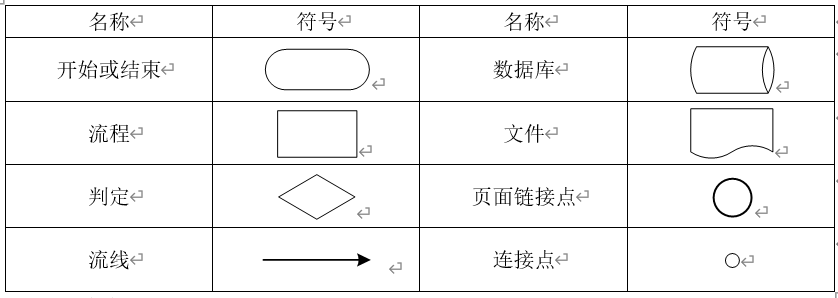 名称 符号 名称 符号
开始或结束 数据库
流程 文件
判定 页面链接点
流线 连接点